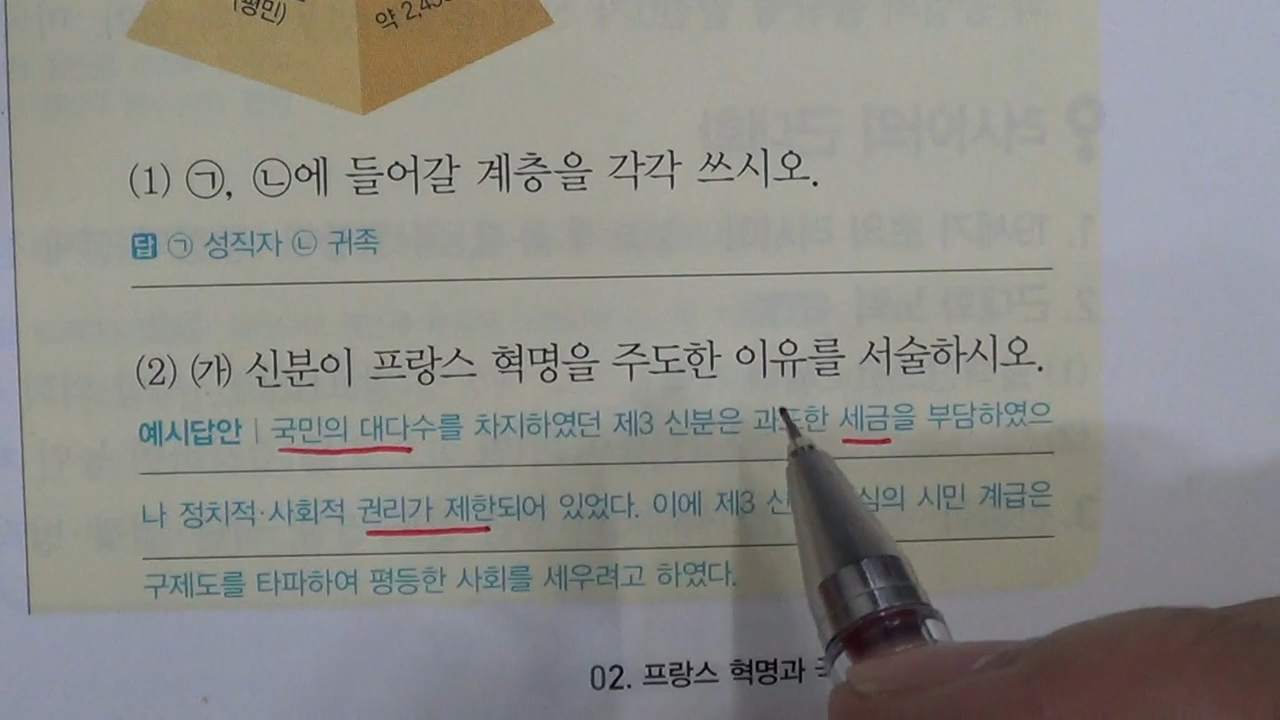 (평민)
약
(1) ㉠, ㉡에 들어갈 계층을 각각 쓰시오.
답 ㉠ 성직자 ㉡ 귀족
(2) ㈎ 신분이 프랑스 혁명을 주도한 이유를 서술하시오.
예시답안 | 국민의 대다수를 차지하였던 제3 신분은 과도한 세금을 부담하였으
나 정치적·사회적 권리가 제한되어 있었다. 이에 제3 시민 계급은
구제도를 타파하여 평등한 사회를 세우려고 하였다.
02. 프랑스 혁명과